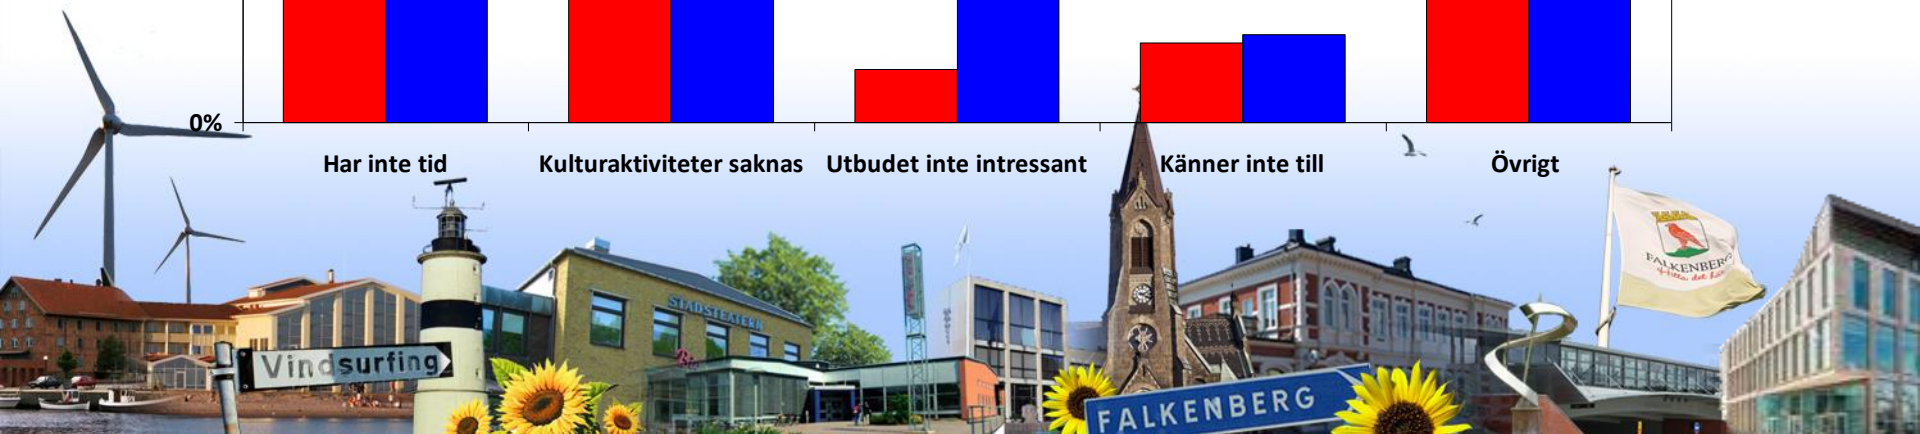 0%
Har inte tid
Kulturaktiviteter saknas
Utbudet inte intressant
Känner inte till
Övrigt
STADSTEATERN
FALKENBERG
Vindsurfing
FALKENBERG